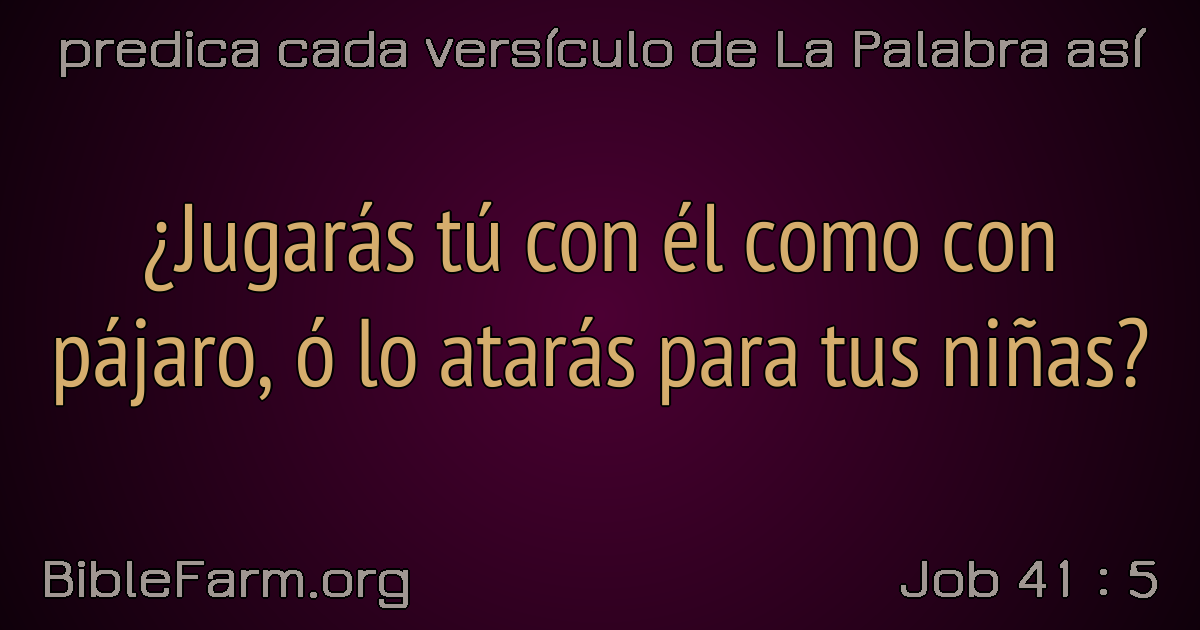 predica cada versículo de La Palabra así
¿Jugarás tú con él como con
pájaro, ó lo atarás para tus niñas?
BibleFarm.org
Job 41 : 5